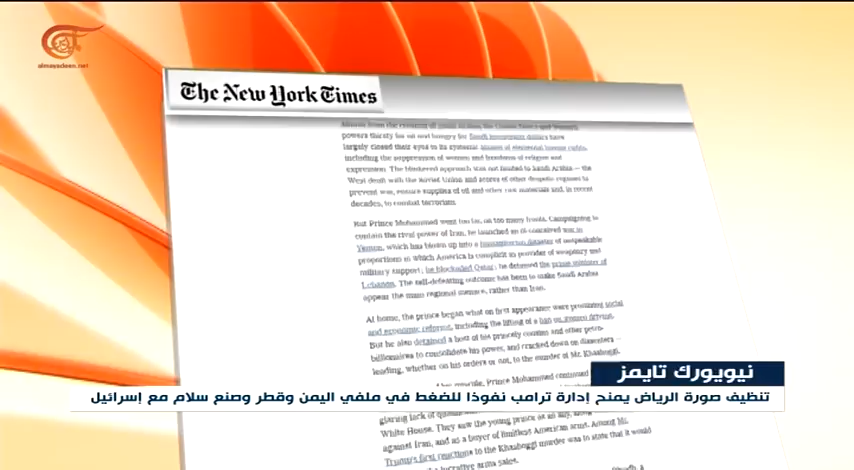 almayadeen.net
The New York Times
powers thirsty for oil and hungry for Saudi investment dollars have
largely closed their eyes to its systemic abuses of elemental human rights,
including the suppression of women and freedoms of religion and
expression. The blinkered approach was not limited to Saudi Arabia — the
West dealt with the Soviet Union and scores of other despotic regimes to
prevent war, ensure supplies of oil and other raw materials and, in recent
decades, to combat terrorism.
But Prince Mohammed went too far, on too many fronts. Campaigning to
contain the rival power of Iran, he launched an ill-conceived war in
Yemen, which has blown up into a humanitarian disaster of unspeakable
proportions in which America is complicit as provider of weaponry and
military support; he blockaded Qatar; he detained the prime minister of
Lebanon. The self-defeating outcome has been to make Saudi Arabia
appear the main regional menace, rather than Iran.
At home, the prince began what on first appearance were promising social
and economic reforms, including the lifting of a ban on women driving.
But he also detained a host of his princely cousins and other petro-
billionaires to consolidate his power, and cracked down on dissenters —
leading, whether on his orders or not, to the murder of Mr. Khashoggi.
Prince Mohammed continued
نيويورك تايمز
تنظيف صورة الرياض يمنح إدارة ترامب نفوذًا للضغط في ملفي اليمن وقطر وصنع سلام مع إسرائيل
glaring lack of
White House. They saw the young prince as an ally,
against Iran, and as a buyer of limitless American arms. Among Mr.
Trump's first reactions to the Khashoggi murder was to state that it would
lucrative arms sales.